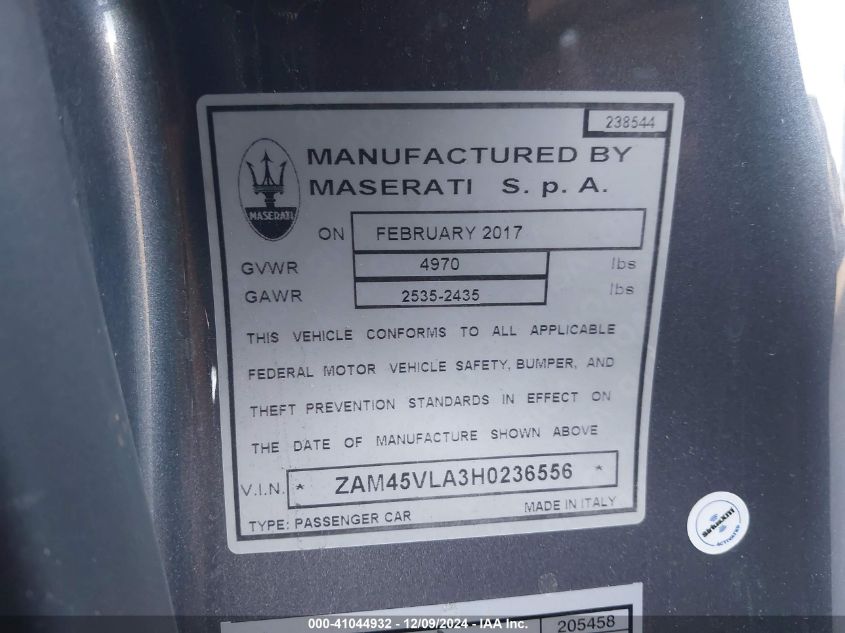 238544
MANUFACTURED BY
MASERATI S. p. A.
MASERATI
ON FEBRUARY 2017
GVWR 4970 lbs
GAWR 2535-2435 lbs
THIS VEHICLE CONFORMS TO ALL APPLICABLE
FEDERAL MOTOR VEHICLE SAFETY, BUMPER, AND
THEFT PREVENTION STANDARDS IN EFFECT ON
THE DATE OF MANUFACTURE SHOWN ABOVE
V.I.N. * ZAM45VLA3H0236556 *
TYPE: PASSENGER CAR MADE IN ITALY
siriusxm
ACTIVATED
205458
000-41044932 - 12/09/2024 - IAA Inc.